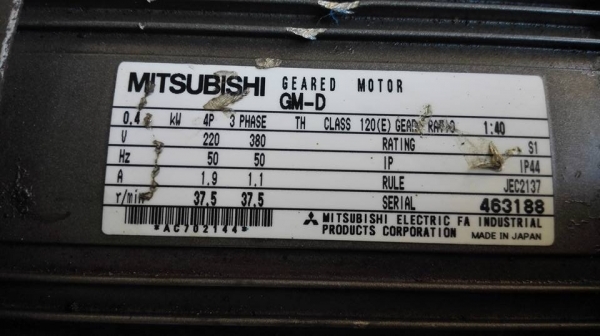 MITSUBISHI GEARED MOTOR
GM-D
0.4 kW 4P 3 PHASE TH CLASS 120(E) GEAR RATIO 1:40
V 220 380 RATING S1
Hz 50 50 IP IP44
A 1.9 1.1 RULE JEC2137
r/min 37.5 37.5 SERIAL 463188
*AC702144*
MITSUBISHI ELECTRIC FA INDUSTRIAL
PRODUCTS CORPORATION MADE IN JAPAN